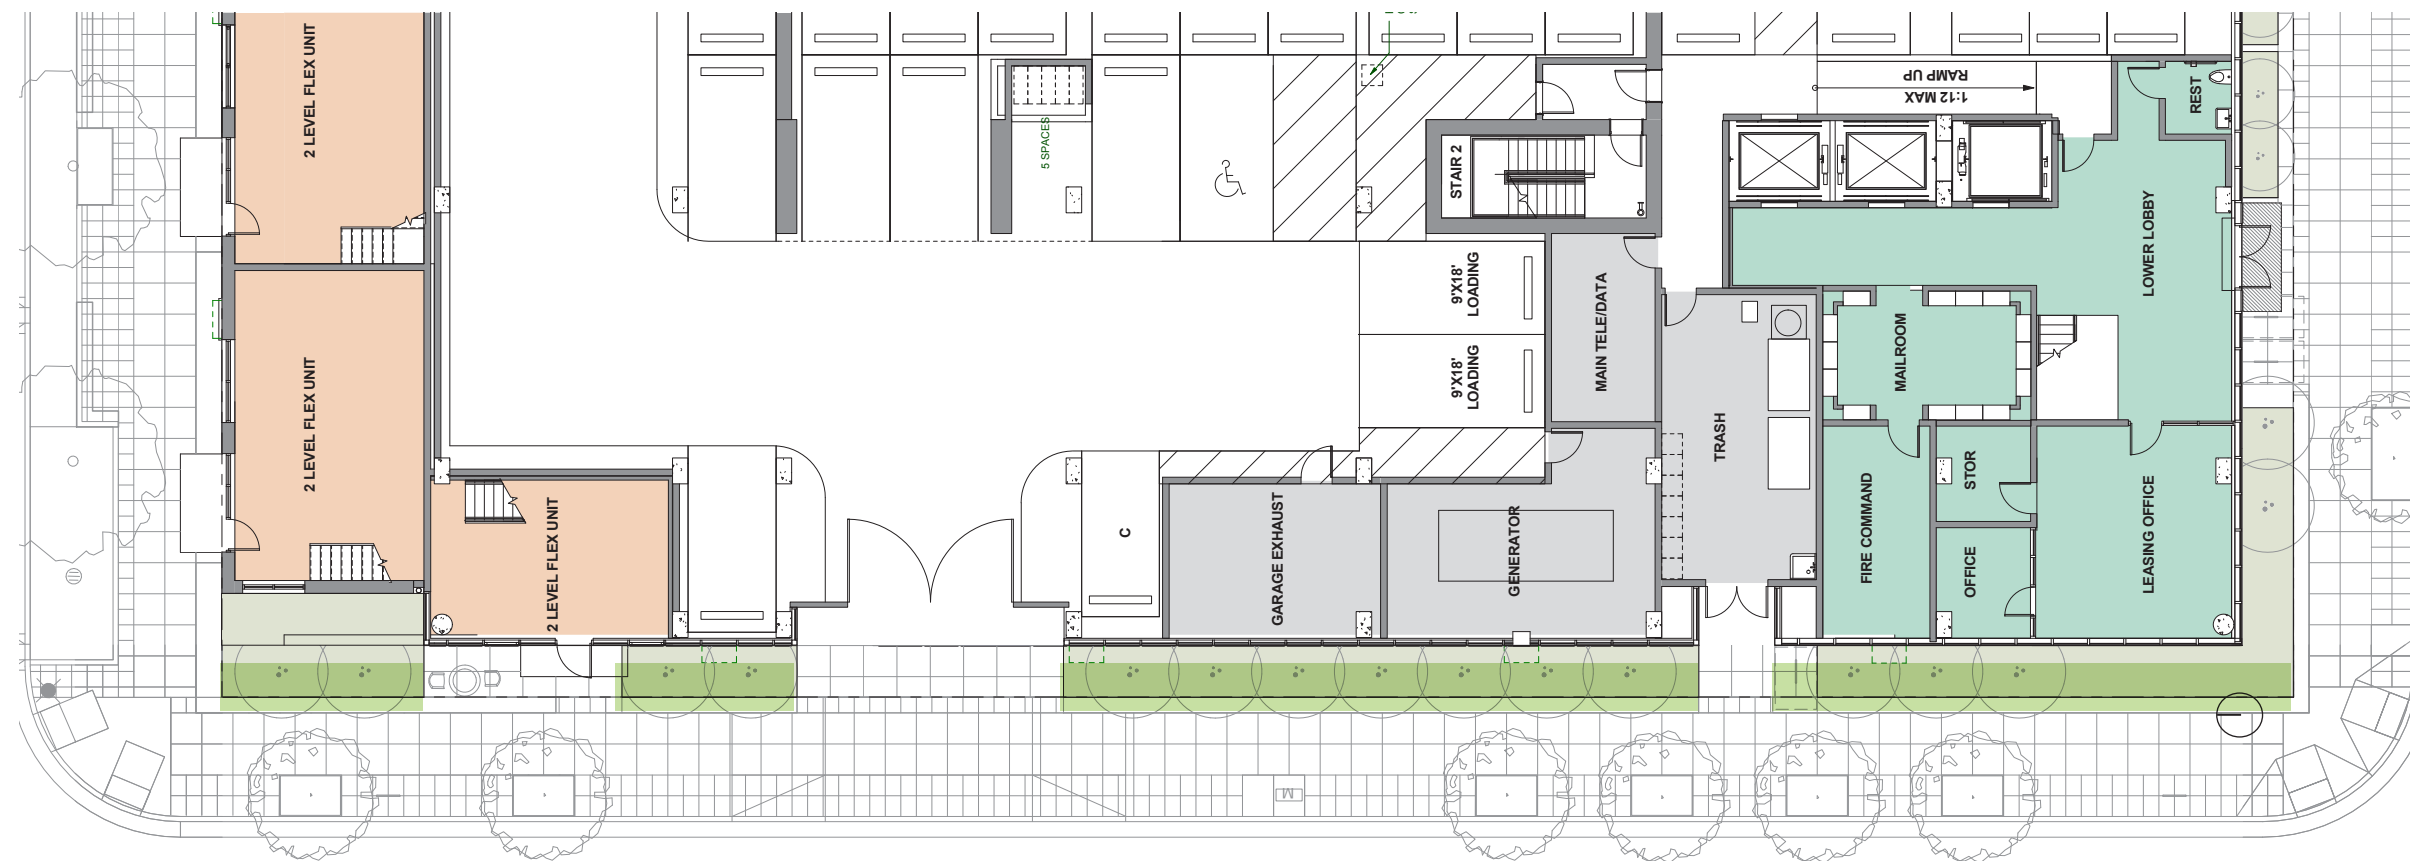 2 LEVEL FLEX UNIT
2 LEVEL FLEX UNIT
2 LEVEL FLEX UNIT
5 SPACES
C
STAIR 2
9'X18'
LOADING
9'X18'
LOADING
MAIN TELE/DATA
GARAGE EXHAUST
GENERATOR
TRASH
RAMP UP
1:12 MAX
REST
LOWER LOBBY
MAILROOM
FIRE COMMAND
STOR
OFFICE
LEASING OFFICE
M